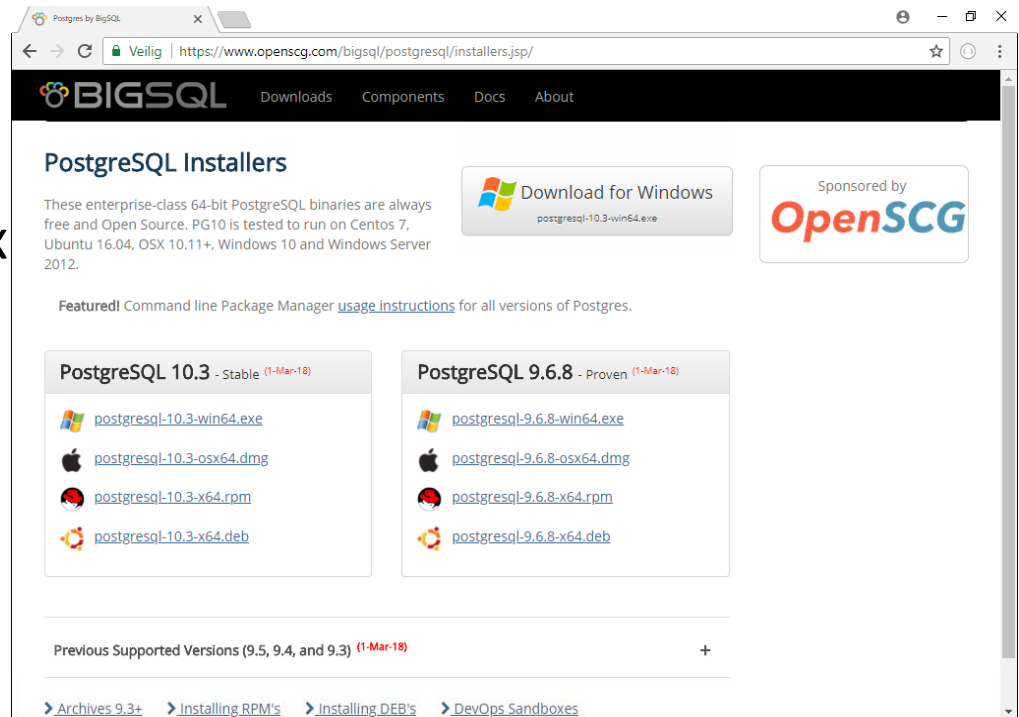 Postgres by BigSQL
Veilig | https://www.openscg.com/bigsql/postgresql/installers.jsp/
BIGSQL Downloads Components Docs About
PostgreSQL Installers
These enterprise-class 64-bit PostgreSQL binaries are always
free and Open Source. PG10 is tested to run on Centos 7,
Ubuntu 16.04, OSX 10.11+, Windows 10 and Windows Server
2012.
Download for Windows
postgresql-10.3-win64.exe
Sponsored by
OpenSCG
Featured! Command line Package Manager usage instructions for all versions of Postgres.
PostgreSQL 10.3 - Stable (1-Mar-18)
postgresql-10.3-win64.exe
postgresql-10.3-osx64.dmg
postgresql-10.3-x64.rpm
postgresql-10.3-x64.deb
PostgreSQL 9.6.8 - Proven (1-Mar-18)
postgresql-9.6.8-win64.exe
postgresql-9.6.8-osx64.dmg
postgresql-9.6.8-x64.rpm
postgresql-9.6.8-x64.deb
Previous Supported Versions (9.5, 9.4, and 9.3) (1-Mar-18) +
Archives 9.3+ Installing RPM's Installing DEB's DevOps Sandboxes